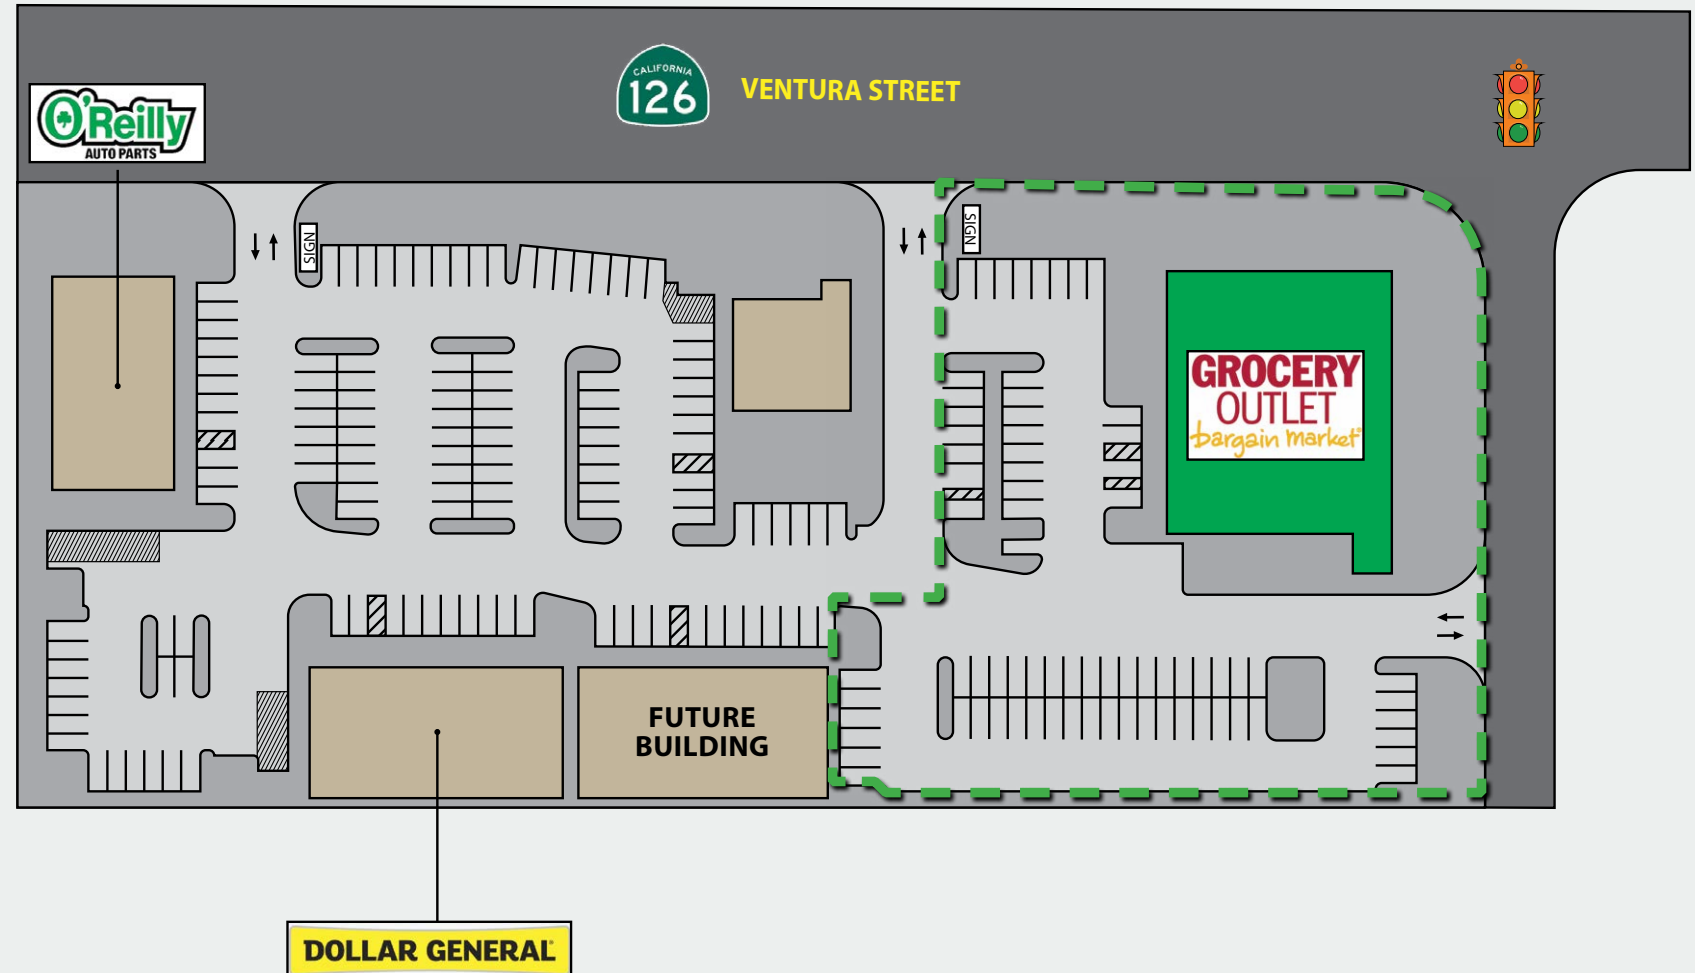 CALIFORNIA
126
VENTURA STREET
O'Reilly
AUTO PARTS
SIGN
SIGN
GROCERY
OUTLET
bargain market
FUTURE
BUILDING
DOLLAR GENERAL